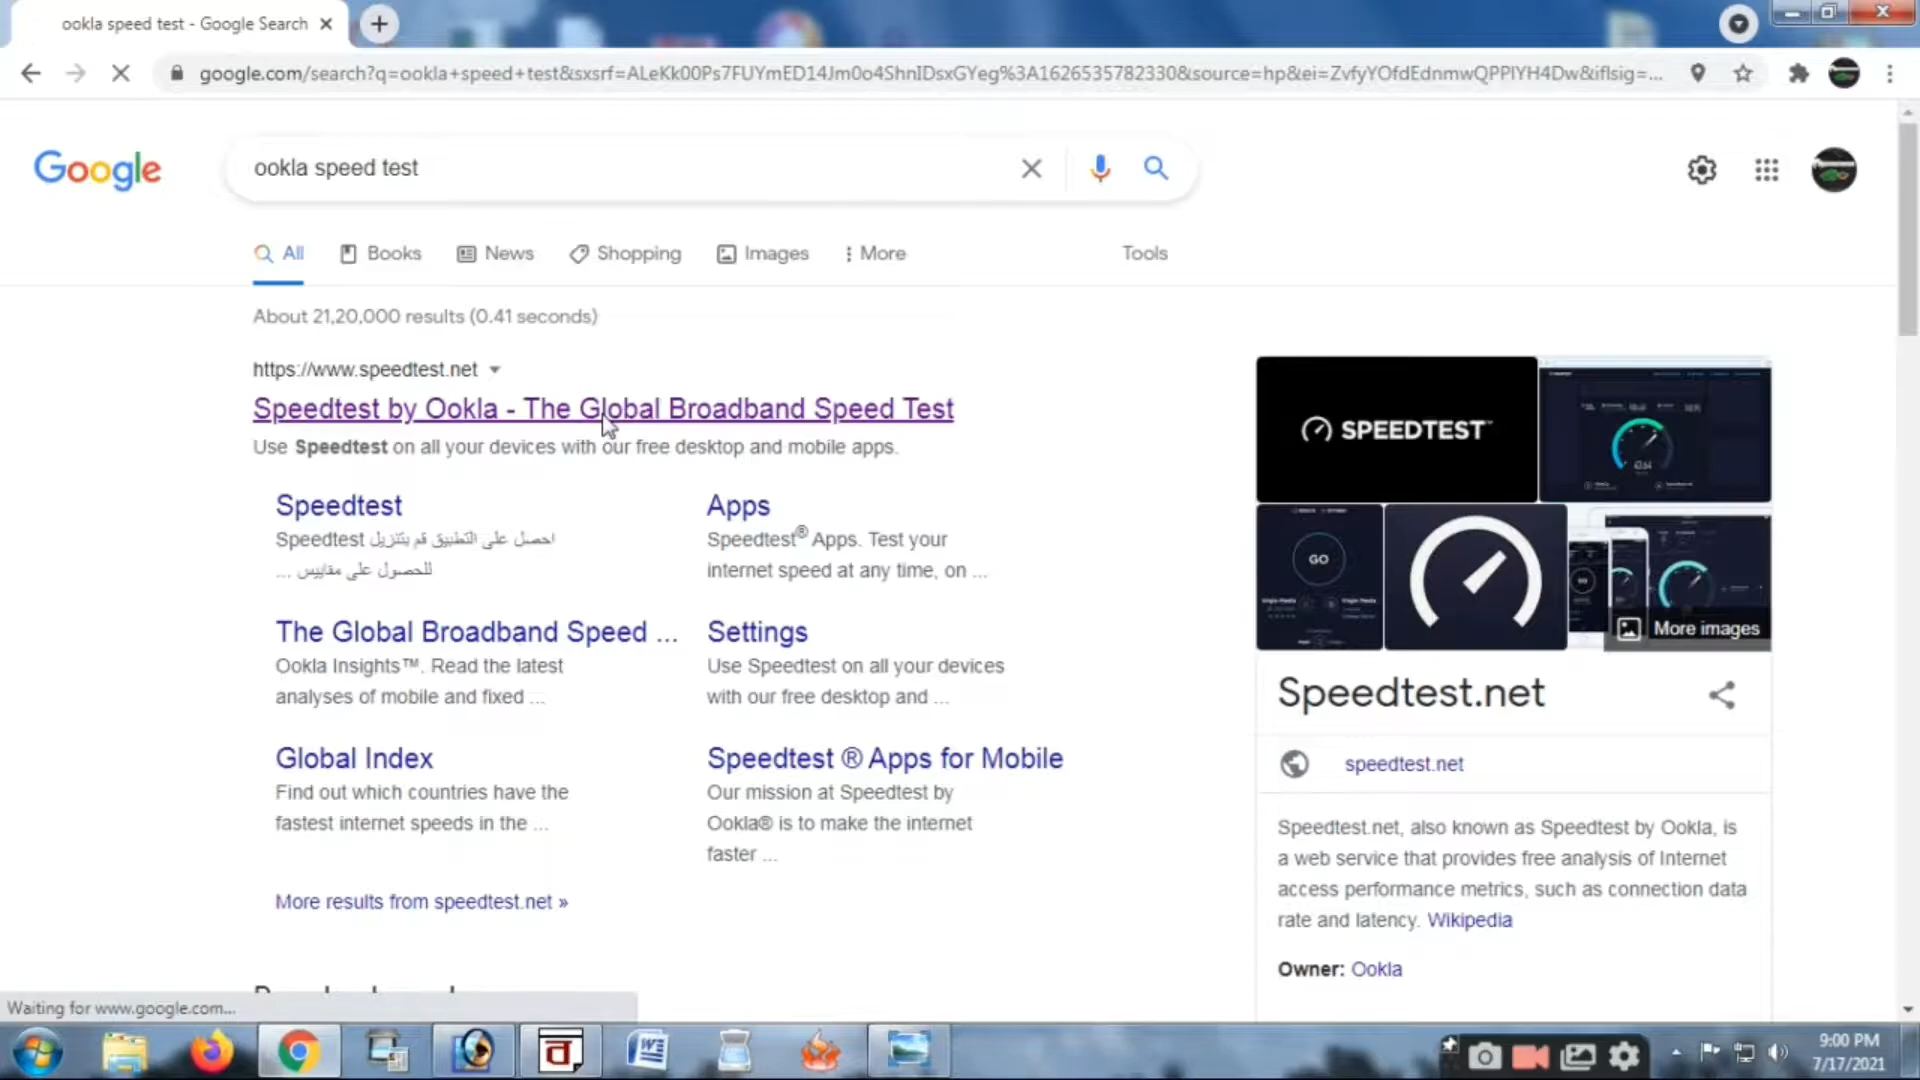 ookla speed test - Google Search
google.com/search?q=ookla+speed+test&sxsrf=ALeKk00Ps7FUYmED14Jm0o4ShnIDsxGYeg%3A1626535782330&source=hp&ei=ZvfyYOfdEdnmwQPPlYH4Dw&iflsig=...
Google
ookla speed test
All Books News Shopping Images More Tools
About 21,20,000 results (0.41 seconds)
https://www.speedtest.net
Speedtest by Ookla - The Global Broadband Speed Test
Use Speedtest on all your devices with our free desktop and mobile apps.
Speedtest
احصل على التطبيق قم بتنزيل Speedtest
للحصول على مقاييس ...
Apps
Speedtest® Apps. Test your
internet speed at any time, on ...
The Global Broadband Speed ...
Ookla Insights™. Read the latest
analyses of mobile and fixed ...
Settings
Use Speedtest on all your devices
with our free desktop and ...
Global Index
Find out which countries have the
fastest internet speeds in the ...
Speedtest ® Apps for Mobile
Our mission at Speedtest by
Ookla® is to make the internet
faster ...
More results from speedtest.net »
SPEEDTEST™
GO
GO
More images
Speedtest.net
speedtest.net
Speedtest.net, also known as Speedtest by Ookla, is
a web service that provides free analysis of Internet
access performance metrics, such as connection data
rate and latency. Wikipedia
Owner: Ookla
Waiting for www.google.com...
9:00 PM
7/17/2021